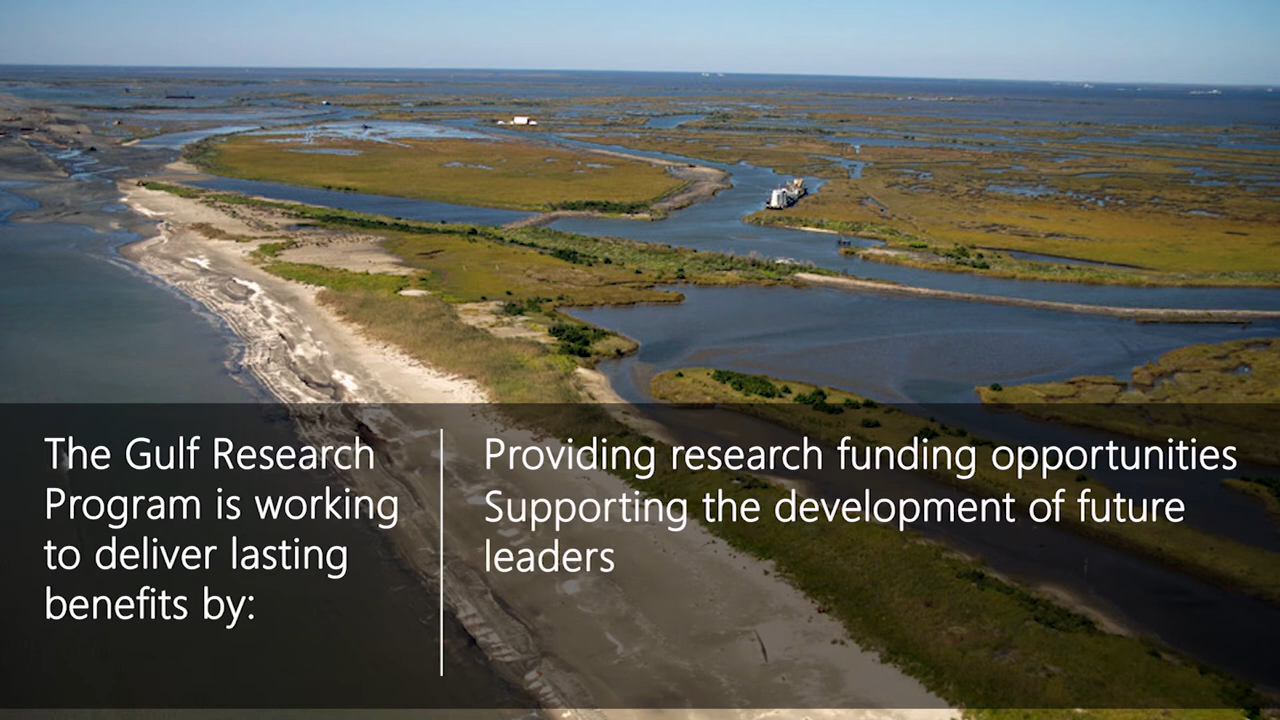 The Gulf Research
Program is working
to deliver lasting
benefits by:
Providing research funding opportunities
Supporting the development of future
leaders